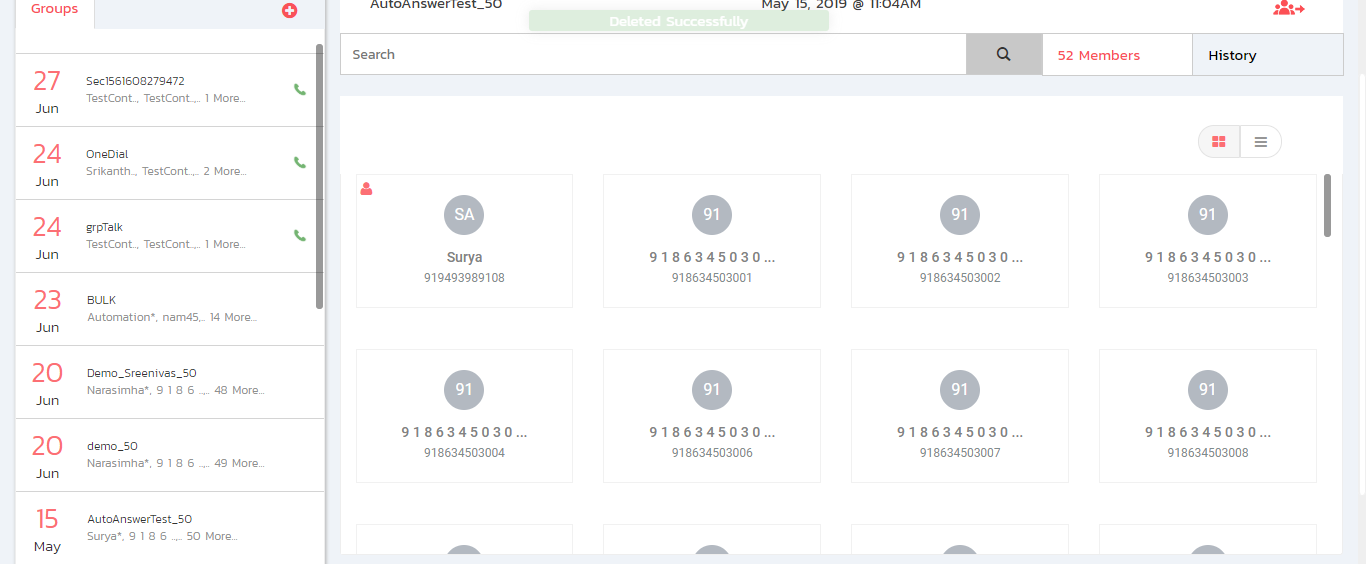 Groups
27
Jun
Sec1561608279472
TestCont.., TestCont..,.. 1 More...
24
Jun
OneDial
Srikanth.., TestCont..,.. 2 More...
24
Jun
grpTalk
TestCont.., TestCont..,.. 1 More...
23
Jun
BULK
Automation*, nam45,.. 14 More...
20
Jun
Demo_Sreenivas_50
Narasimha*, 9 1 8 6 ..,.. 48 More...
20
Jun
demo_50
Narasimha*, 9 1 8 6 ..,.. 49 More...
15
May
AutoAnswerTest_50
Surya*, 9 1 8 6 ..,.. 50 More...
AutoAnswerTest_50
May 15, 2019 @ 11:04AM
Deleted Successfully
Search
52 Members
History
SA
Surya
919493989108
91
9 1 8 6 3 4 5 0 3 0 ...
918634503001
91
9 1 8 6 3 4 5 0 3 0 ...
918634503002
91
9 1 8 6 3 4 5 0 3 0 ...
918634503003
91
9 1 8 6 3 4 5 0 3 0 ...
918634503004
91
9 1 8 6 3 4 5 0 3 0 ...
918634503006
91
9 1 8 6 3 4 5 0 3 0 ...
918634503007
91
9 1 8 6 3 4 5 0 3 0 ...
918634503008